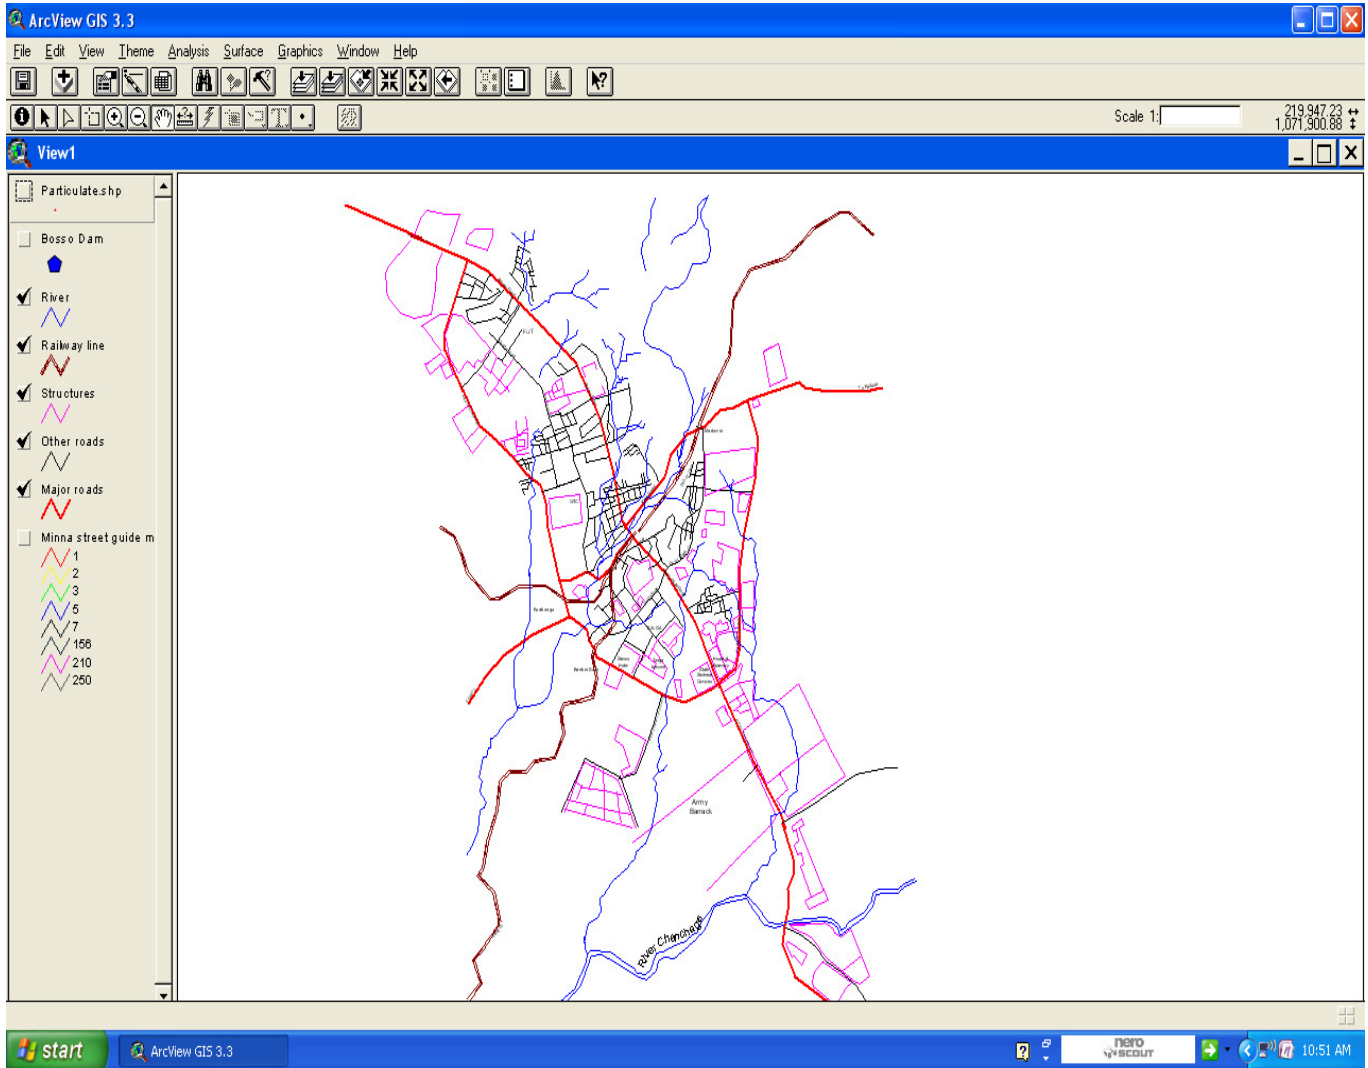 ArcView GIS 3.3
File Edit View Theme Analysis Surface Graphics Window Help
Scale 1:
219,947.23
1,071,900.88
View1
Particulate.shp
Bosso Dam
River
Railway line
Structures
Other roads
Major roads
Minna street guide m
1
2
3
5
7
156
210
250
FUT
Army
Barrack
River Chanchaga
start
ArcView GIS 3.3
nero
SCOUT
10:51 AM